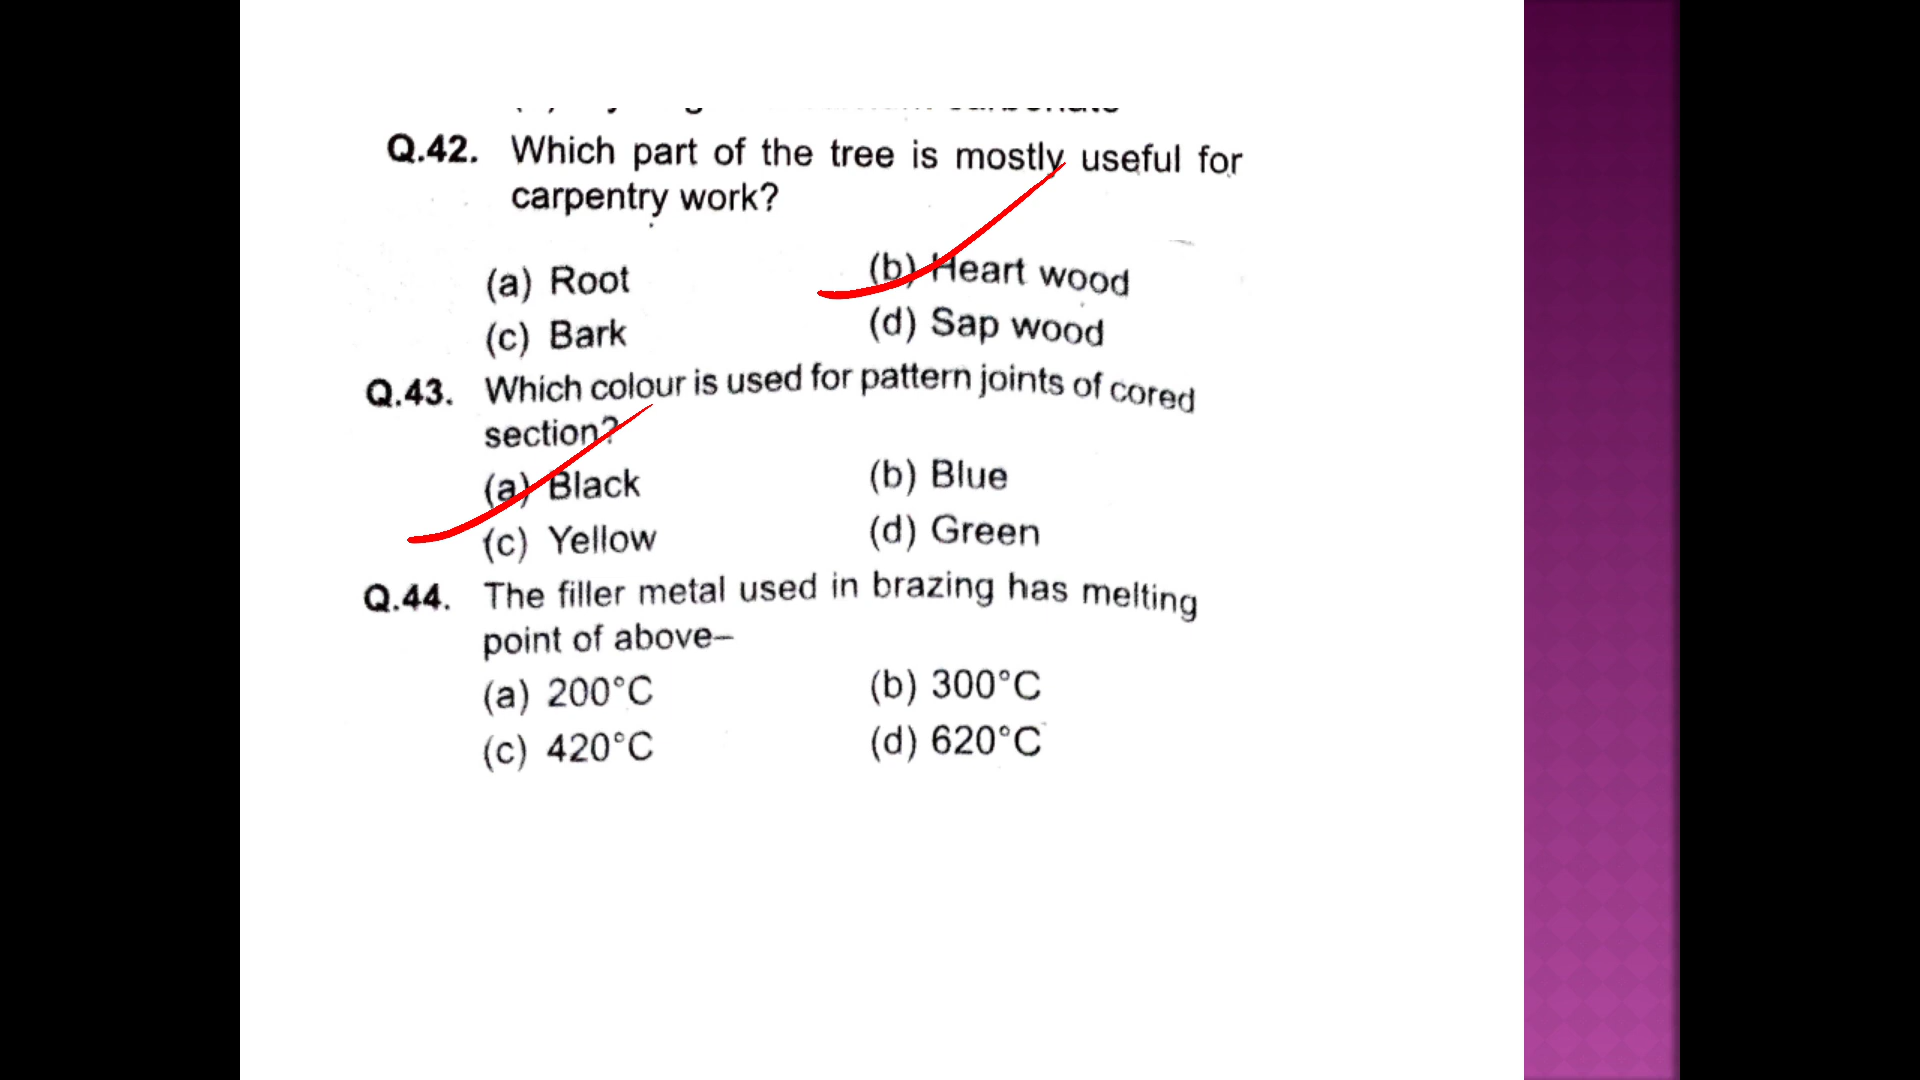 carbonate
Q.42. Which part of the tree is mostly useful for
carpentry work?
(a) Root (b) Heart wood
(c) Bark (d) Sap wood
Q.43. Which colour is used for pattern joints of cored
section?
(a) Black (b) Blue
(c) Yellow (d) Green
Q.44. The filler metal used in brazing has melting
point of above–
(a) 200°C (b) 300°C
(c) 420°C (d) 620°C